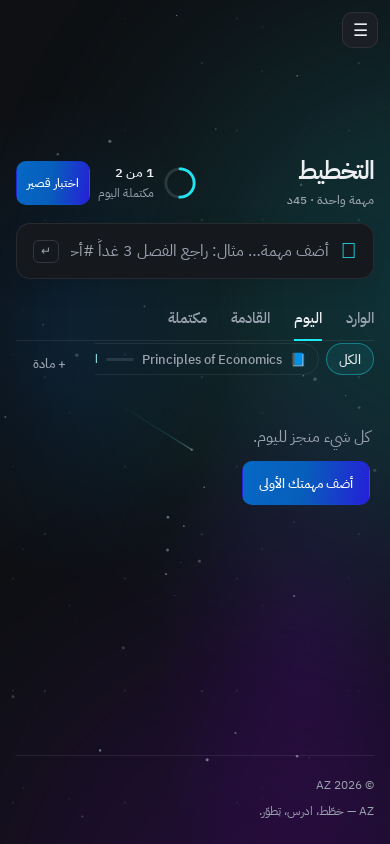 ☰
التخطيط
مهمة واحدة · 45د
1 من 2
مكتملة اليوم
اختبار قصير
أضف مهمة... مثال: راجع الفصل 3 غداً #أح
↵
الوارد
اليوم
القادمة
مكتملة
الكل
📘 Principles of Economics
+ مادة
كل شيء منجز لليوم.
أضف مهمتك الأولى
© 2026 AZ
AZ — خطّط، ادرس، تِطوّر.